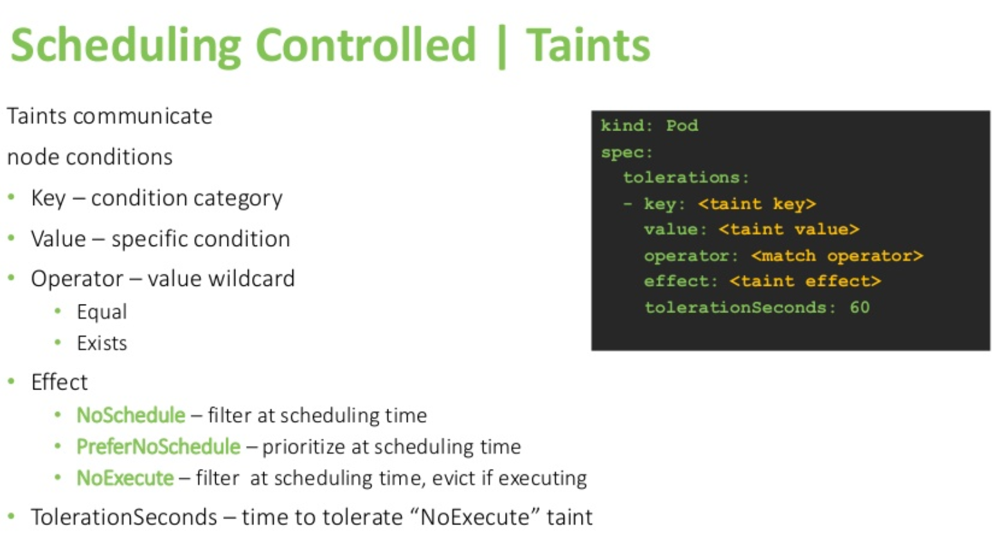 Scheduling Controlled | Taints
Taints communicate
node conditions
• Key – condition category
• Value – specific condition
• Operator – value wildcard
• Equal
• Exists
• Effect
• NoSchedule – filter at scheduling time
• PreferNoSchedule – prioritize at scheduling time
• NoExecute – filter  at scheduling time, evict if executing
• TolerationSeconds – time to tolerate “NoExecute” taint
kind: Pod
spec:
  tolerations:
  - key: <taint key>
    value: <taint value>
    operator: <match operator>
    effect: <taint effect>
    tolerationSeconds: 60